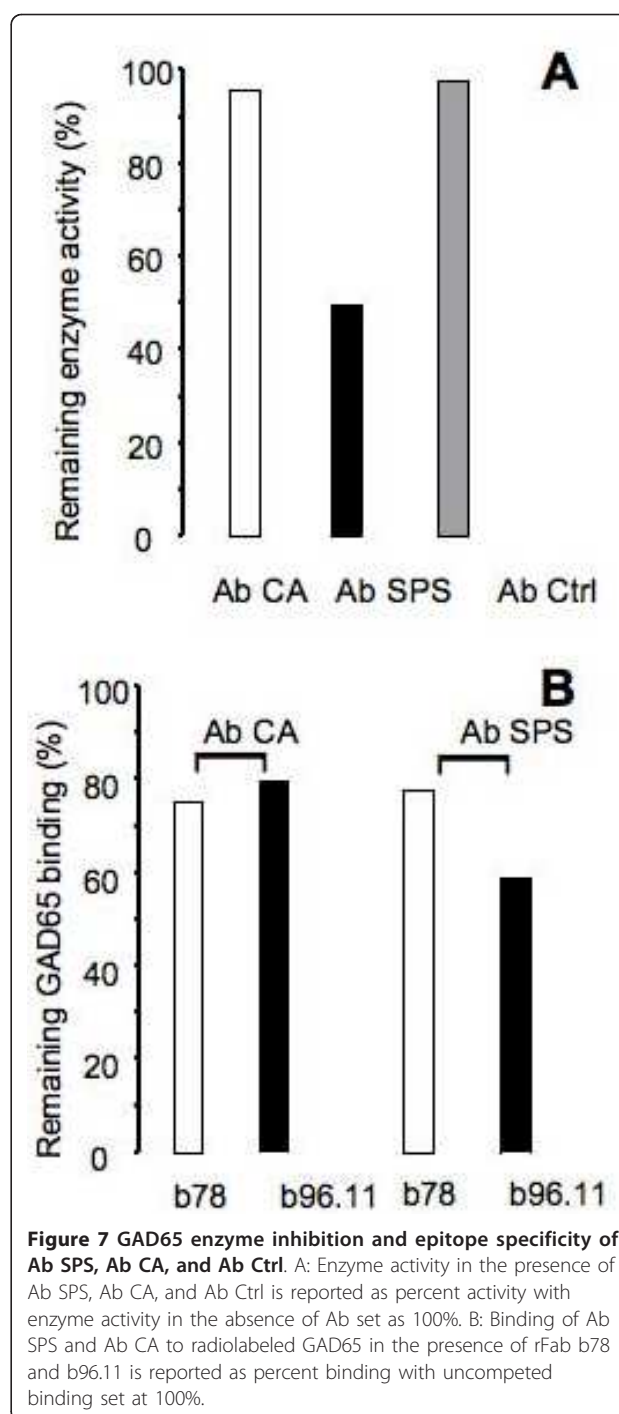 A
Remaining enzyme activity (%)
100
80
60
40
20
0
Ab CA Ab SPS Ab Ctrl
B
Remaining GAD65 binding (%)
100
80
60
40
20
0
Ab CA Ab SPS
b78 b96.11 b78 b96.11
Figure 7 GAD65 enzyme inhibition and epitope specificity of
Ab SPS, Ab CA, and Ab Ctrl. A: Enzyme activity in the presence of
Ab SPS, Ab CA, and Ab Ctrl is reported as percent activity with
enzyme activity in the absence of Ab set as 100%. B: Binding of Ab
SPS and Ab CA to radiolabeled GAD65 in the presence of rFab b78
and b96.11 is reported as percent binding with uncompeted
binding set at 100%.